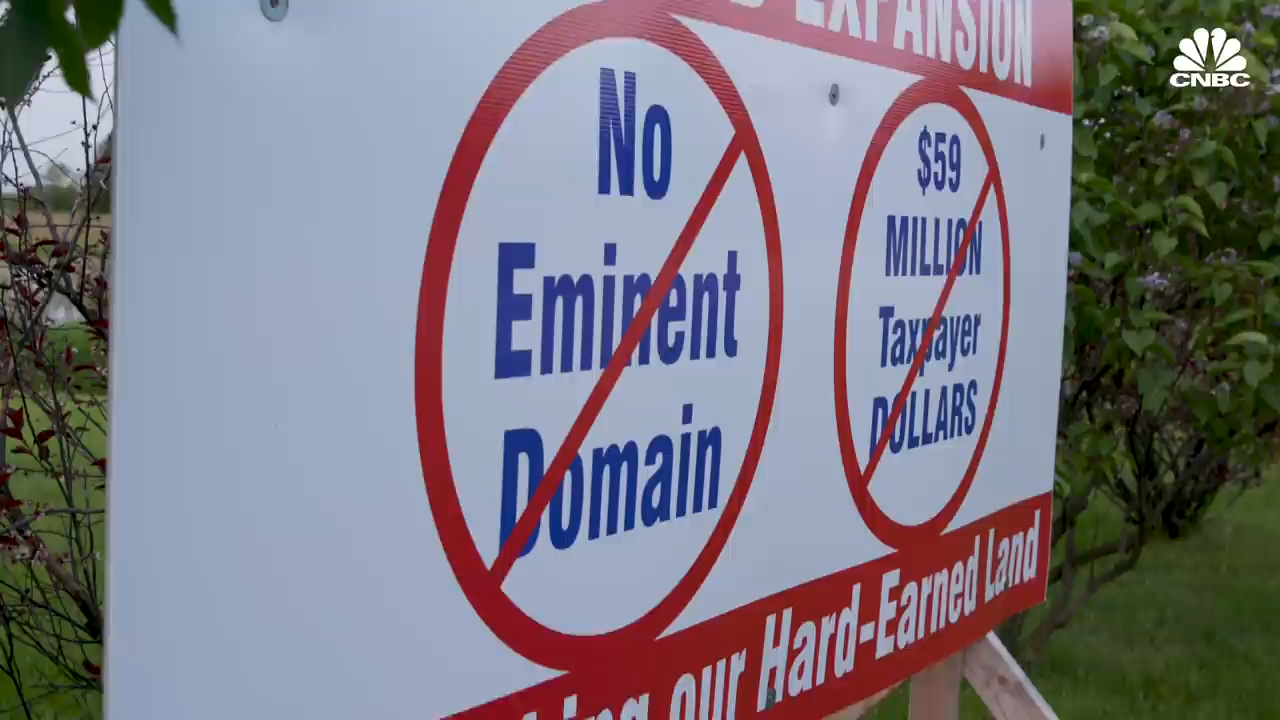 EXPANSION
CNBC
No
Eminent
Domain
$59
MILLION
Taxpayer
DOLLARS
our Hard-Earned Land